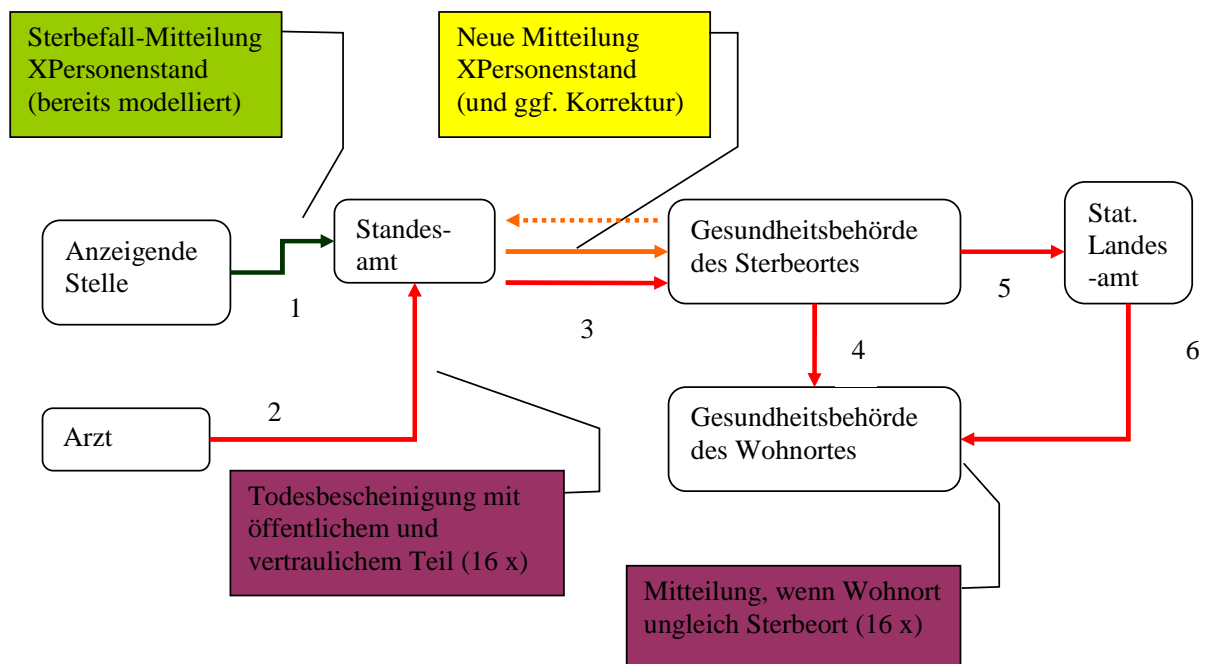 Sterbefall-Mitteilung
XPersonenstand
(bereits modelliert)
Neue Mitteilung
XPersonenstand
(und ggf. Korrektur)
Anzeigende
Stelle
1
Standes-
amt
3
Gesundheitsbehörde
des Sterbeortes
5
Stat.
Landes
-amt
4
6
Arzt
2
Gesundheitsbehörde
des Wohnortes
Todesbescheinigung mit
öffentlichem und
vertraulichem Teil (16 x)
Mitteilung, wenn Wohnort
ungleich Sterbeort (16 x)